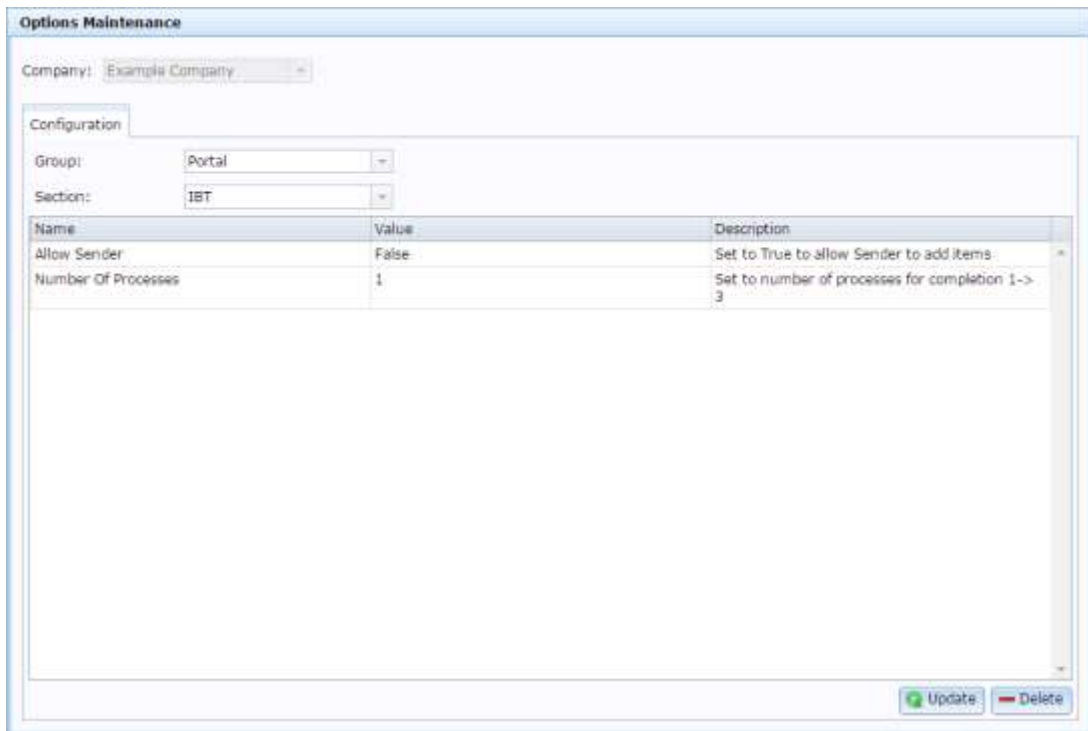 Options Maintenance
Company: Example Company
Configuration
Group: Portal
Section: IBT
Name Value Description
Allow Sender False Set to True to allow Sender to add items
Number Of Processes 1 Set to number of processes for completion 1->
3
Update Delete